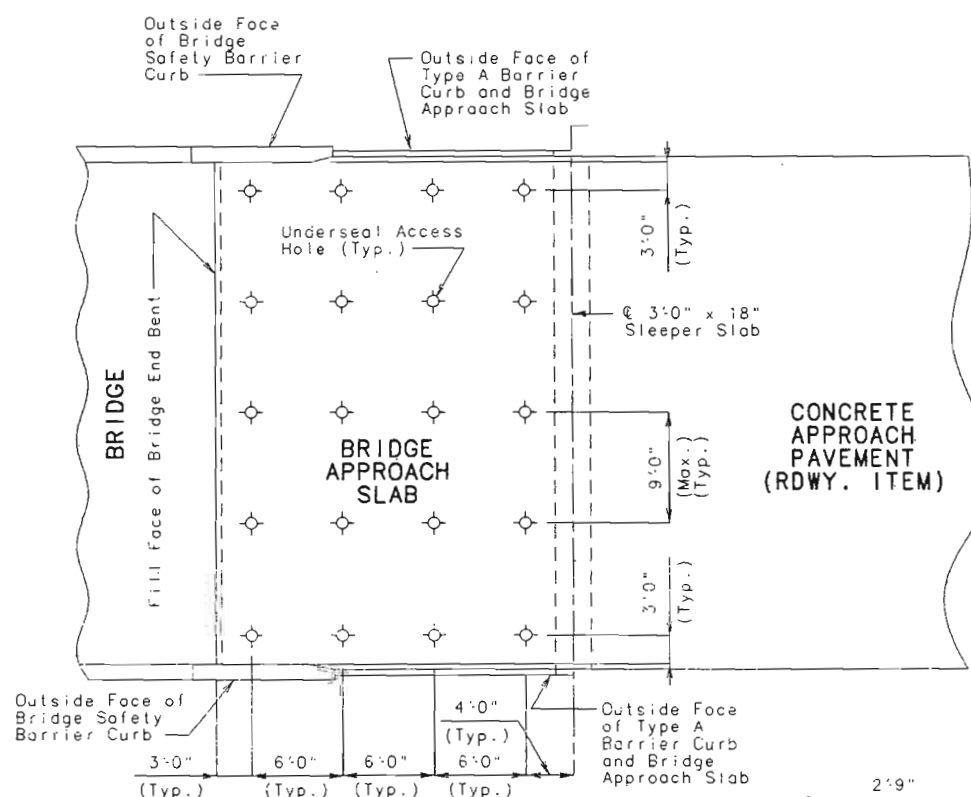 Outside Face
of Bridge
Safety Barrier
Curb
Outside Face of
Type A Barrier
Curb and Bridge
Approach Slab
Underseal Access
Hole (Typ.)
3'-0"
(Typ.)
℄ 3'-0" x 18"
Sleeper Slab
BRIDGE
Fill Face of Bridge End Bent
BRIDGE
APPROACH
SLAB
9'-0"
(Max.)
(Typ.)
CONCRETE
APPROACH
PAVEMENT
(RDWY. ITEM)
3'-0"
(Typ.)
Outside Face of
Bridge Safety
Barrier Curb
4'-0"
(Typ.)
Outside Face
of Type A
Barrier Curb
and Bridge
Approach Slab
3'-0" 6'-0" 6'-0" 6'-0"
(Typ.) (Typ.) (Typ.) (Typ.)
2'-9"